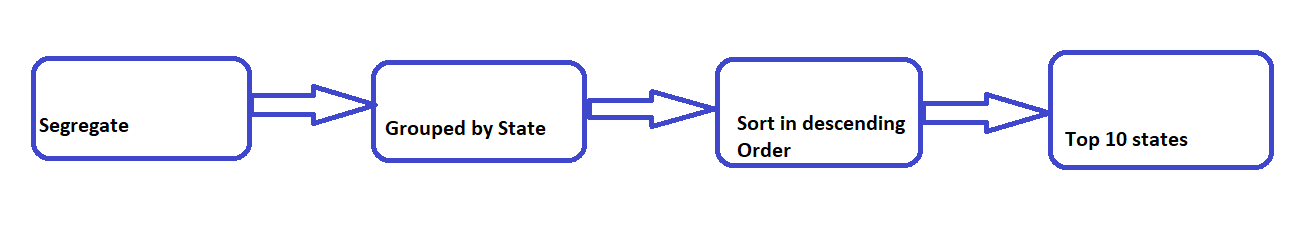 Segregate
Grouped by State
Sort in descending
Order
Top 10 states